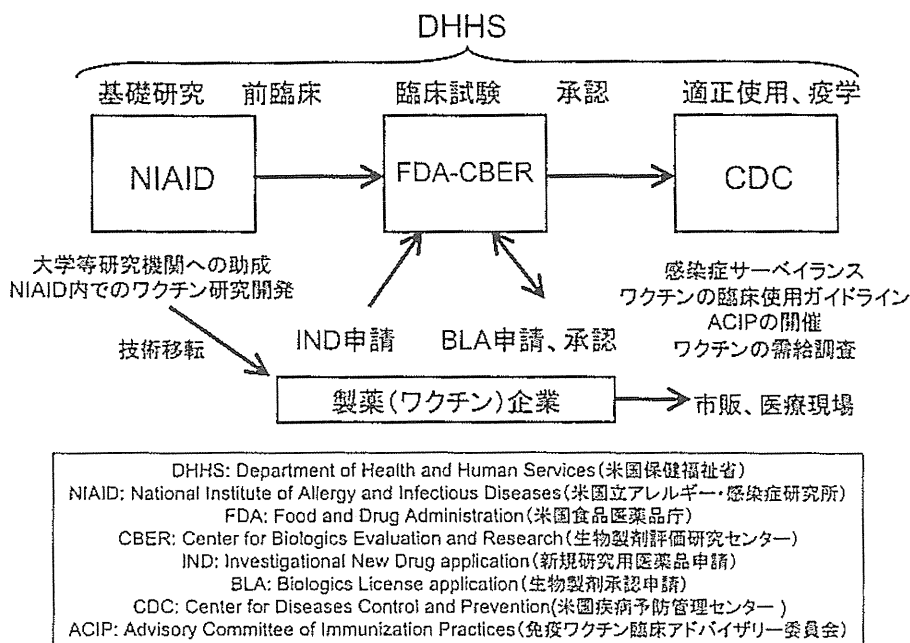 DHHS
基礎研究 前臨床 臨床試験 承認 適正使用、疫学
NIAID
FDA-CBER
CDC
大学等研究機関への助成
NIAID内でのワクチン研究開発
感染症サーベイランス
ワクチンの臨床使用ガイドライン
ACIPの開催
ワクチンの需給調査
技術移転
IND申請
BLA申請、承認
製薬(ワクチン)企業
市販、医療現場
DHHS: Department of Health and Human Services(米国保健福祉省)
NIAID: National Institute of Allergy and Infectious Diseases(米国立アレルギー・感染症研究所)
FDA: Food and Drug Administration(米国食品医薬品庁)
CBER: Center for Biologics Evaluation and Research(生物製剤評価研究センター)
IND: Investigational New Drug application(新規研究用医薬品申請)
BLA: Biologics License application(生物製剤承認申請)
CDC: Center for Diseases Control and Prevention(米国疾病予防管理センター)
ACIP: Advisory Committee of Immunization Practices(免疫ワクチン臨床アドバイザリー委員会)